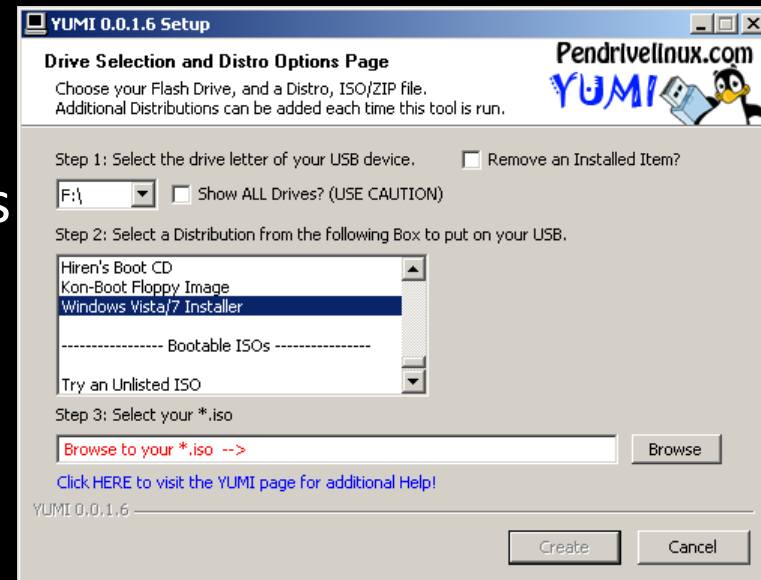 YUMI 0.0.1.6 Setup
Drive Selection and Distro Options Page
Choose your Flash Drive, and a Distro, ISO/ZIP file.
Additional Distributions can be added each time this tool is run.
Pendrivelinux.com
YUMI
Step 1: Select the drive letter of your USB device.
Remove an Installed Item?
s
F:\
Show ALL Drives? (USE CAUTION)
Step 2: Select a Distribution from the following Box to put on your USB.
Hiren's Boot CD
Kon-Boot Floppy Image
Windows Vista/7 Installer
---------------- Bootable ISOs ---------------
Try an Unlisted ISO
Step 3: Select your *.iso
Browse to your *.iso -->
Browse
Click HERE to visit the YUMI page for additional Help!
YUMI 0.0.1.6
Create
Cancel